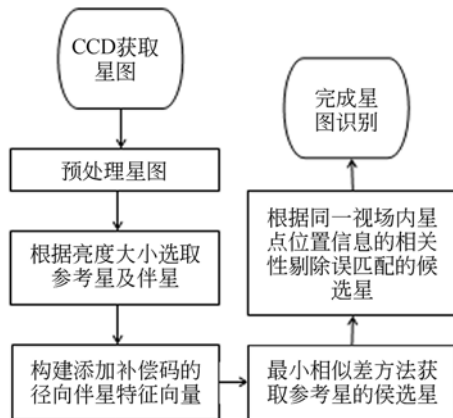 CCD获取
星图
预处理星图
根据亮度大小选取
参考星及伴星
构建添加补偿码的
径向伴星特征向量
最小相似差方法获
取参考星的候选星
根据同一视场内星
点位置信息的相关
性剔除误匹配的候
选星
完成星
图识别